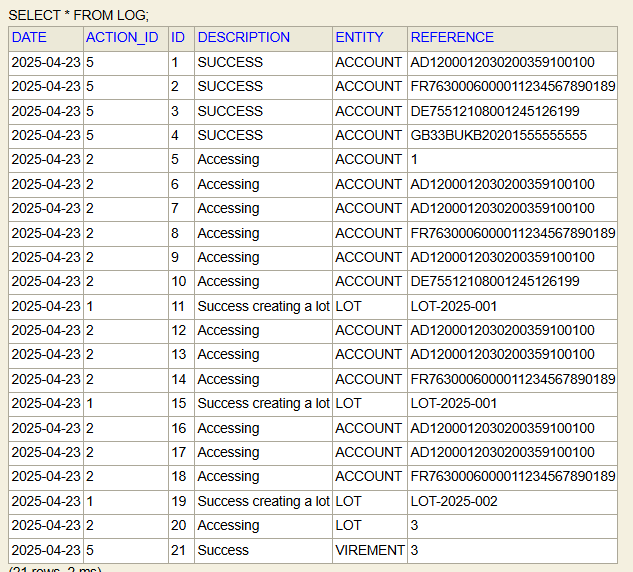 SELECT * FROM LOG;
DATE ACTION_ID ID DESCRIPTION ENTITY REFERENCE
2025-04-23 5 1 SUCCESS ACCOUNT AD1200012030200359100100
2025-04-23 5 2 SUCCESS ACCOUNT FR7630006000011234567890189
2025-04-23 5 3 SUCCESS ACCOUNT DE75512108001245126199
2025-04-23 5 4 SUCCESS ACCOUNT GB33BUKB20201555555555
2025-04-23 2 5 Accessing ACCOUNT 1
2025-04-23 2 6 Accessing ACCOUNT AD1200012030200359100100
2025-04-23 2 7 Accessing ACCOUNT AD1200012030200359100100
2025-04-23 2 8 Accessing ACCOUNT FR7630006000011234567890189
2025-04-23 2 9 Accessing ACCOUNT AD1200012030200359100100
2025-04-23 2 10 Accessing ACCOUNT DE75512108001245126199
2025-04-23 1 11 Success creating a lot LOT LOT-2025-001
2025-04-23 2 12 Accessing ACCOUNT AD1200012030200359100100
2025-04-23 2 13 Accessing ACCOUNT AD1200012030200359100100
2025-04-23 2 14 Accessing ACCOUNT FR7630006000011234567890189
2025-04-23 1 15 Success creating a lot LOT LOT-2025-001
2025-04-23 2 16 Accessing ACCOUNT AD1200012030200359100100
2025-04-23 2 17 Accessing ACCOUNT AD1200012030200359100100
2025-04-23 2 18 Accessing ACCOUNT FR7630006000011234567890189
2025-04-23 1 19 Success creating a lot LOT LOT-2025-002
2025-04-23 2 20 Accessing LOT 3
2025-04-23 5 21 Success VIREMENT 3
(21 rows, 2 ms)